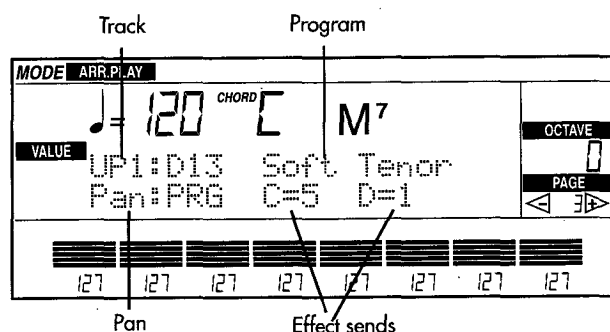 Track Program
MODE ARR.PLAY
♩= 120 CHORD C M7
OCTAVE
0
VALUE
UP1:D13 Soft Tenor
Pan:PRG C=5 D=1
PAGE
3+
127 127 127 127 127 127 127 127
Pan Effect sends